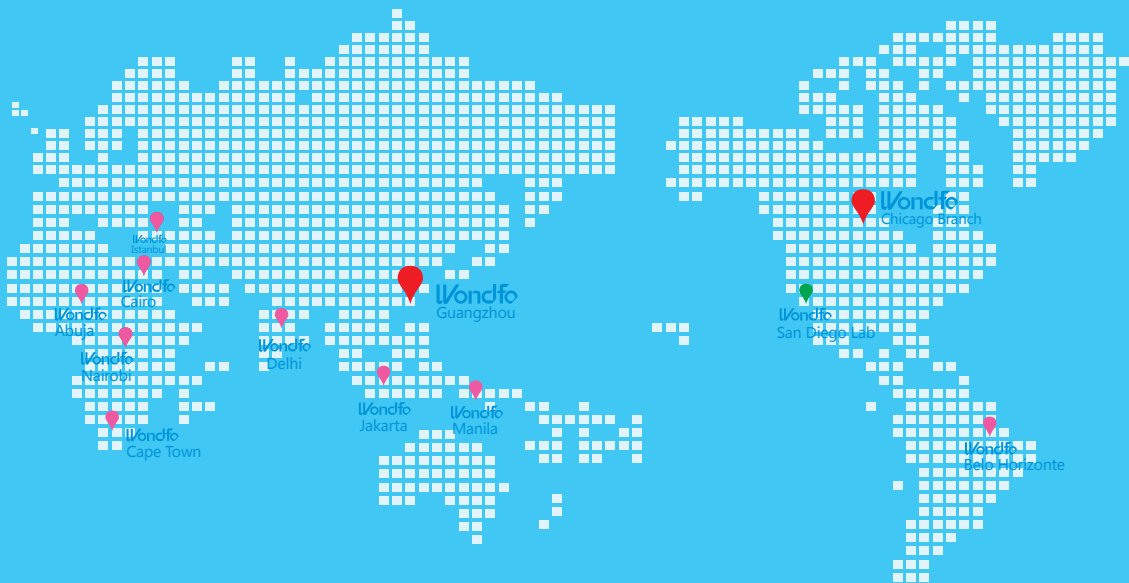 Wondfo
Chicago Branch
Wondfo
Istanbul
Wondfo
Cairo
Wondfo
Guangzhou
Wondfo
Abuja
Wondfo
San Diego Lab
Wondfo
Delhi
Wondfo
Nairobi
Wondfo
Jakarta
Wondfo
Manila
Wondfo
Cape Town
Wondfo
Belo Horizonte